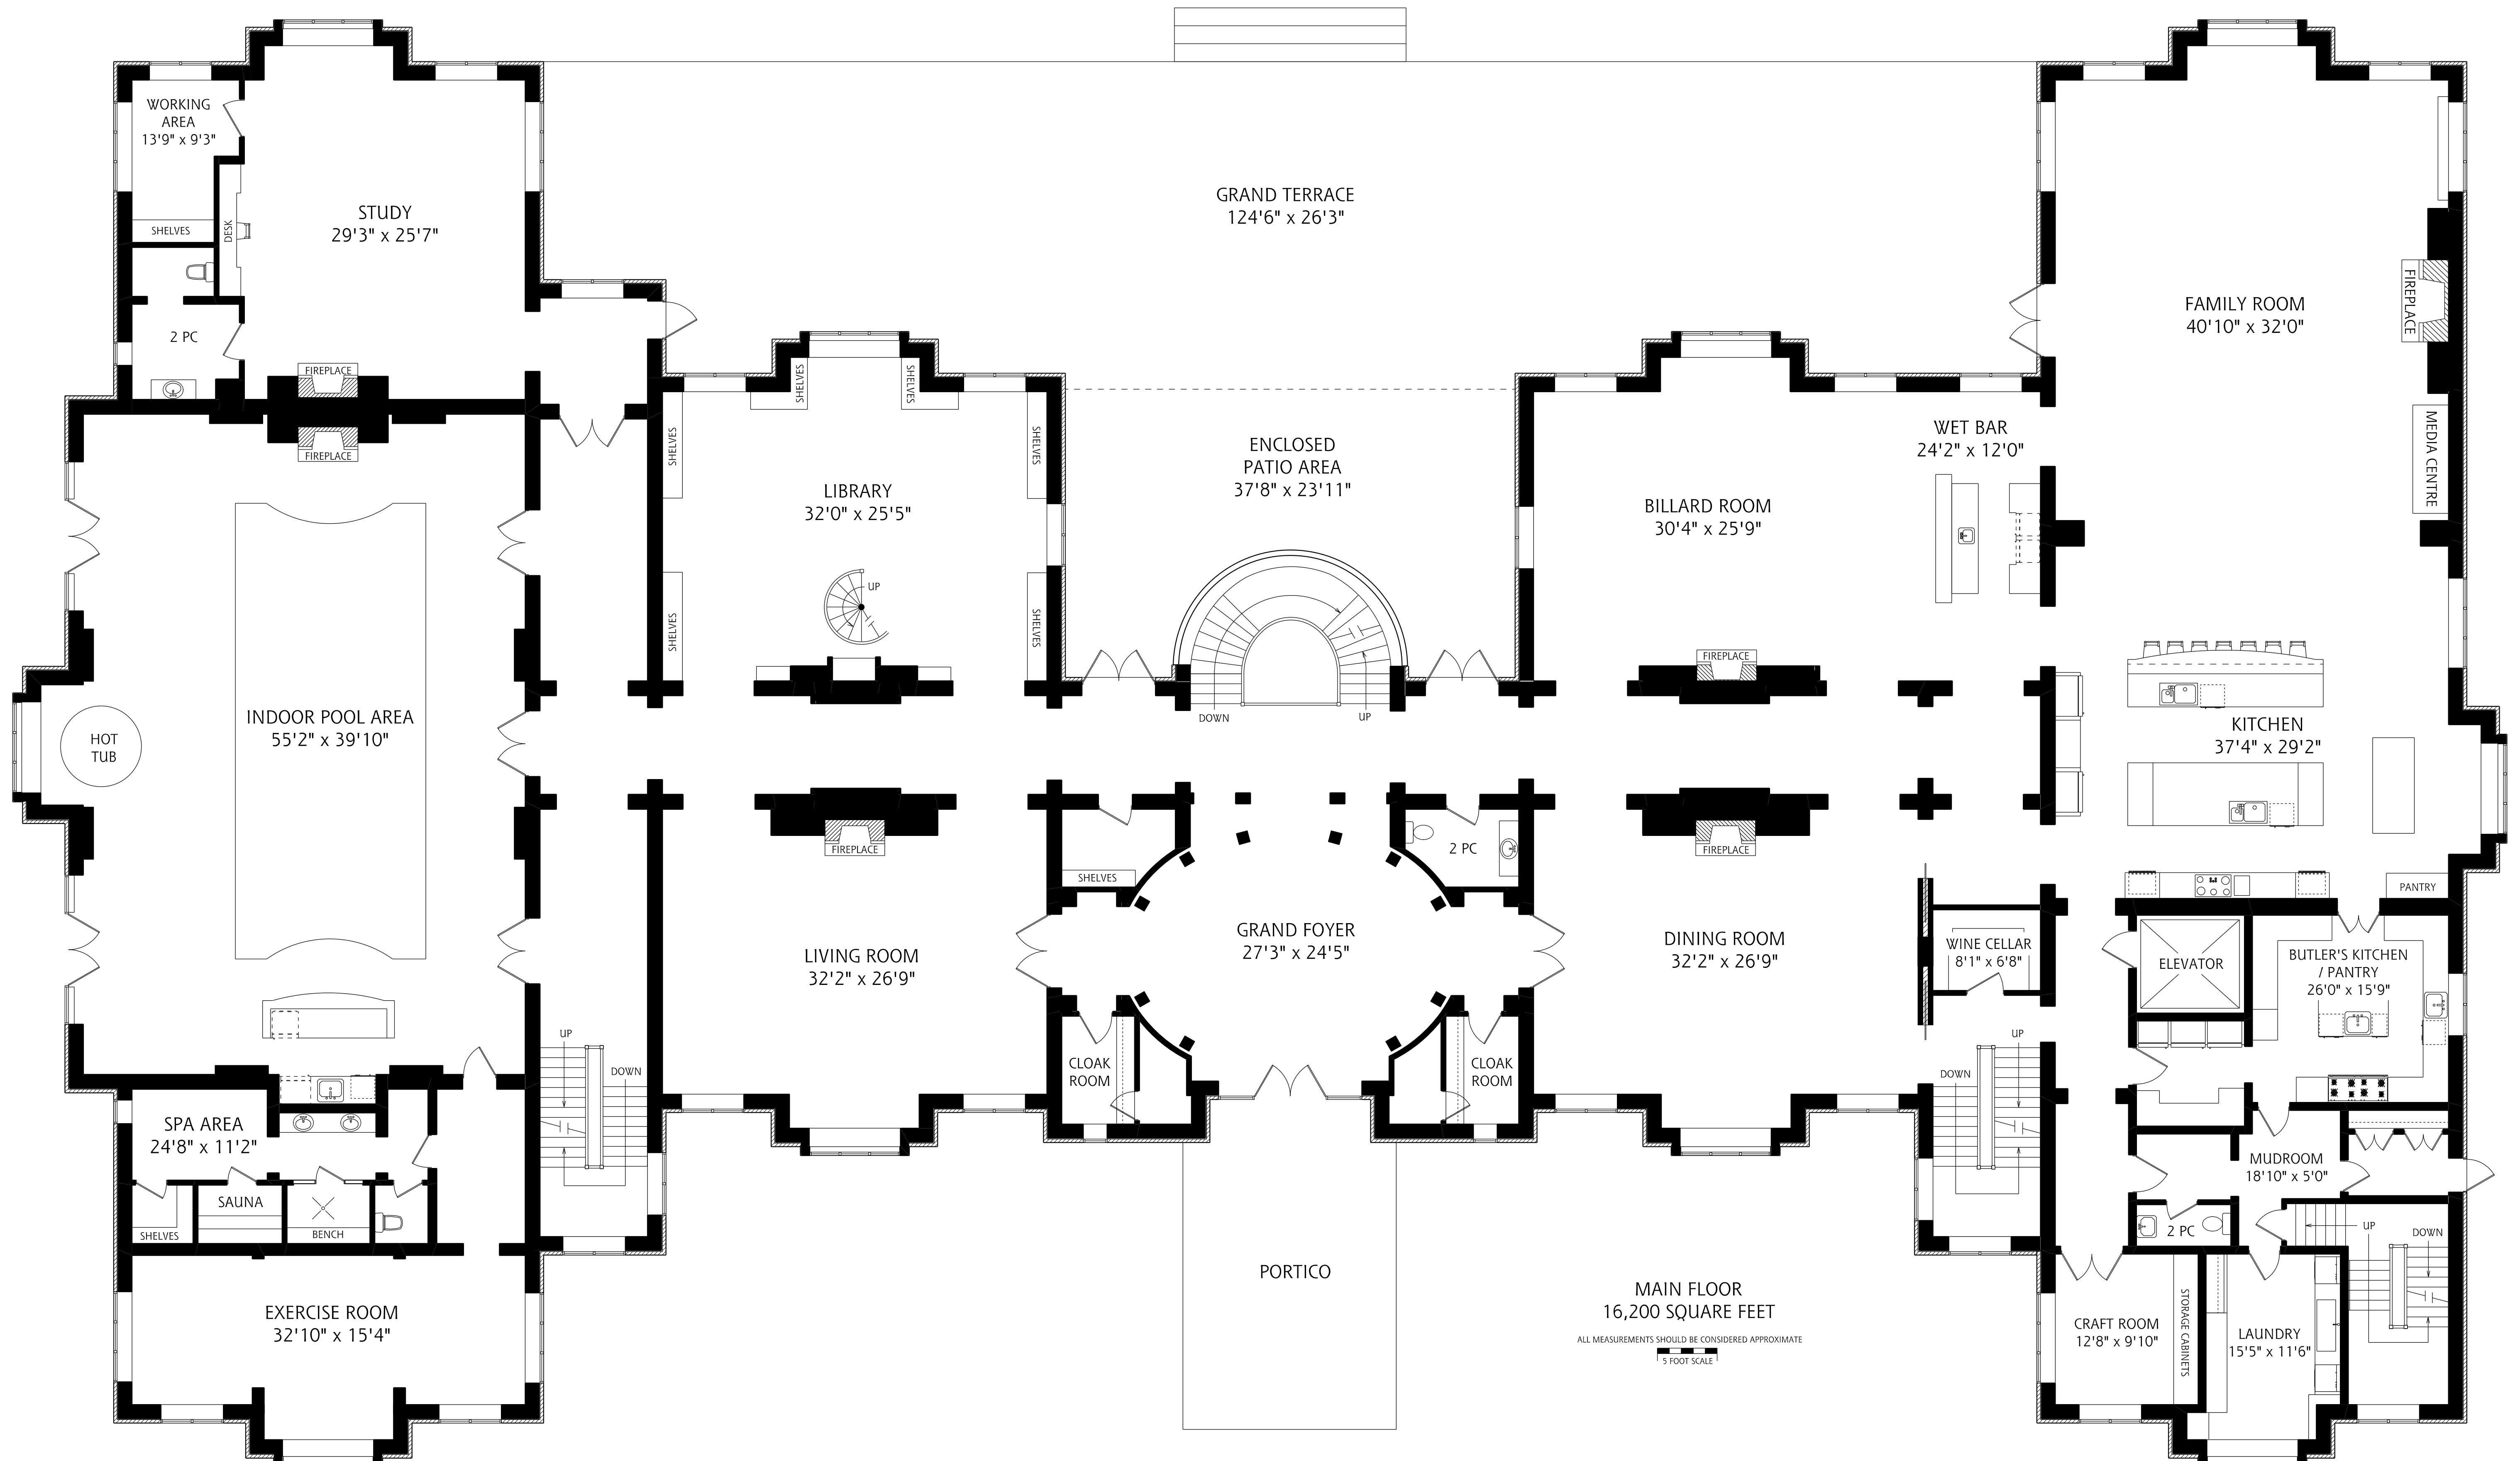 WORKING
AREA
13'9" x 9'3"
SHELVES
DESK
STUDY
29'3" x 25'7"
2 PC
FIREPLACE
FIREPLACE
GRAND TERRACE
124'6" x 26'3"
FAMILY ROOM
40'10" x 32'0"
FIREPLACE
MEDIA CENTRE
SHELVES
SHELVES
SHELVES
SHELVES
LIBRARY
32'0" x 25'5"
UP
SHELVES
SHELVES
ENCLOSED
PATIO AREA
37'8" x 23'11"
DOWN
UP
BILLARD ROOM
30'4" x 25'9"
WET BAR
24'2" x 12'0"
FIREPLACE
INDOOR POOL AREA
55'2" x 39'10"
HOT
TUB
KITCHEN
37'4" x 29'2"
PANTRY
FIREPLACE
LIVING ROOM
32'2" x 26'9"
SHELVES
2 PC
GRAND FOYER
27'3" x 24'5"
FIREPLACE
DINING ROOM
32'2" x 26'9"
WINE CELLAR
8'1" x 6'8"
ELEVATOR
BUTLER'S KITCHEN
/ PANTRY
26'0" x 15'9"
UP
DOWN
CLOAK
ROOM
CLOAK
ROOM
UP
DOWN
SPA AREA
24'8" x 11'2"
SAUNA
SHELVES
BENCH
MUDROOM
18'10" x 5'0"
2 PC
UP
DOWN
EXERCISE ROOM
32'10" x 15'4"
PORTICO
MAIN FLOOR
16,200 SQUARE FEET
ALL MEASUREMENTS SHOULD BE CONSIDERED APPROXIMATE
5 FOOT SCALE
CRAFT ROOM
12'8" x 9'10"
STORAGE CABINETS
LAUNDRY
15'5" x 11'6"